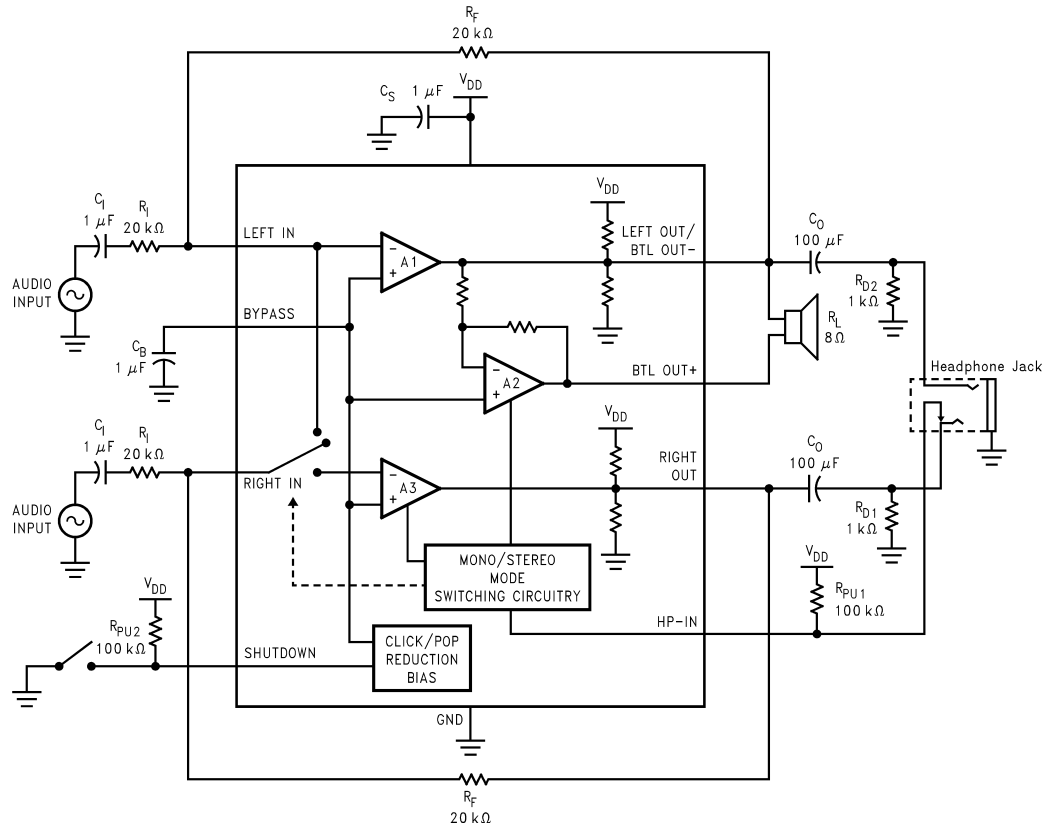 R_F
20 kΩ
V_DD
C_S 1 µF
C_I
1 µF
R_I
20 kΩ
LEFT IN
AUDIO
INPUT
A1
−
+
V_DD
LEFT OUT/
BTL OUT−
C_O
100 µF
R_D2
1 kΩ
R_L
8Ω
BYPASS
C_B
1 µF
A2
−
+
BTL OUT+
Headphone Jack
C_I
1 µF
R_I
20 kΩ
RIGHT IN
AUDIO
INPUT
A3
−
+
V_DD
RIGHT
OUT
C_O
100 µF
R_D1
1 kΩ
MONO/STEREO
MODE
SWITCHING CIRCUITRY
V_DD
R_PU1
100 kΩ
HP−IN
V_DD
R_PU2
100 kΩ
SHUTDOWN
CLICK/POP
REDUCTION
BIAS
GND
R_F
20 kΩ